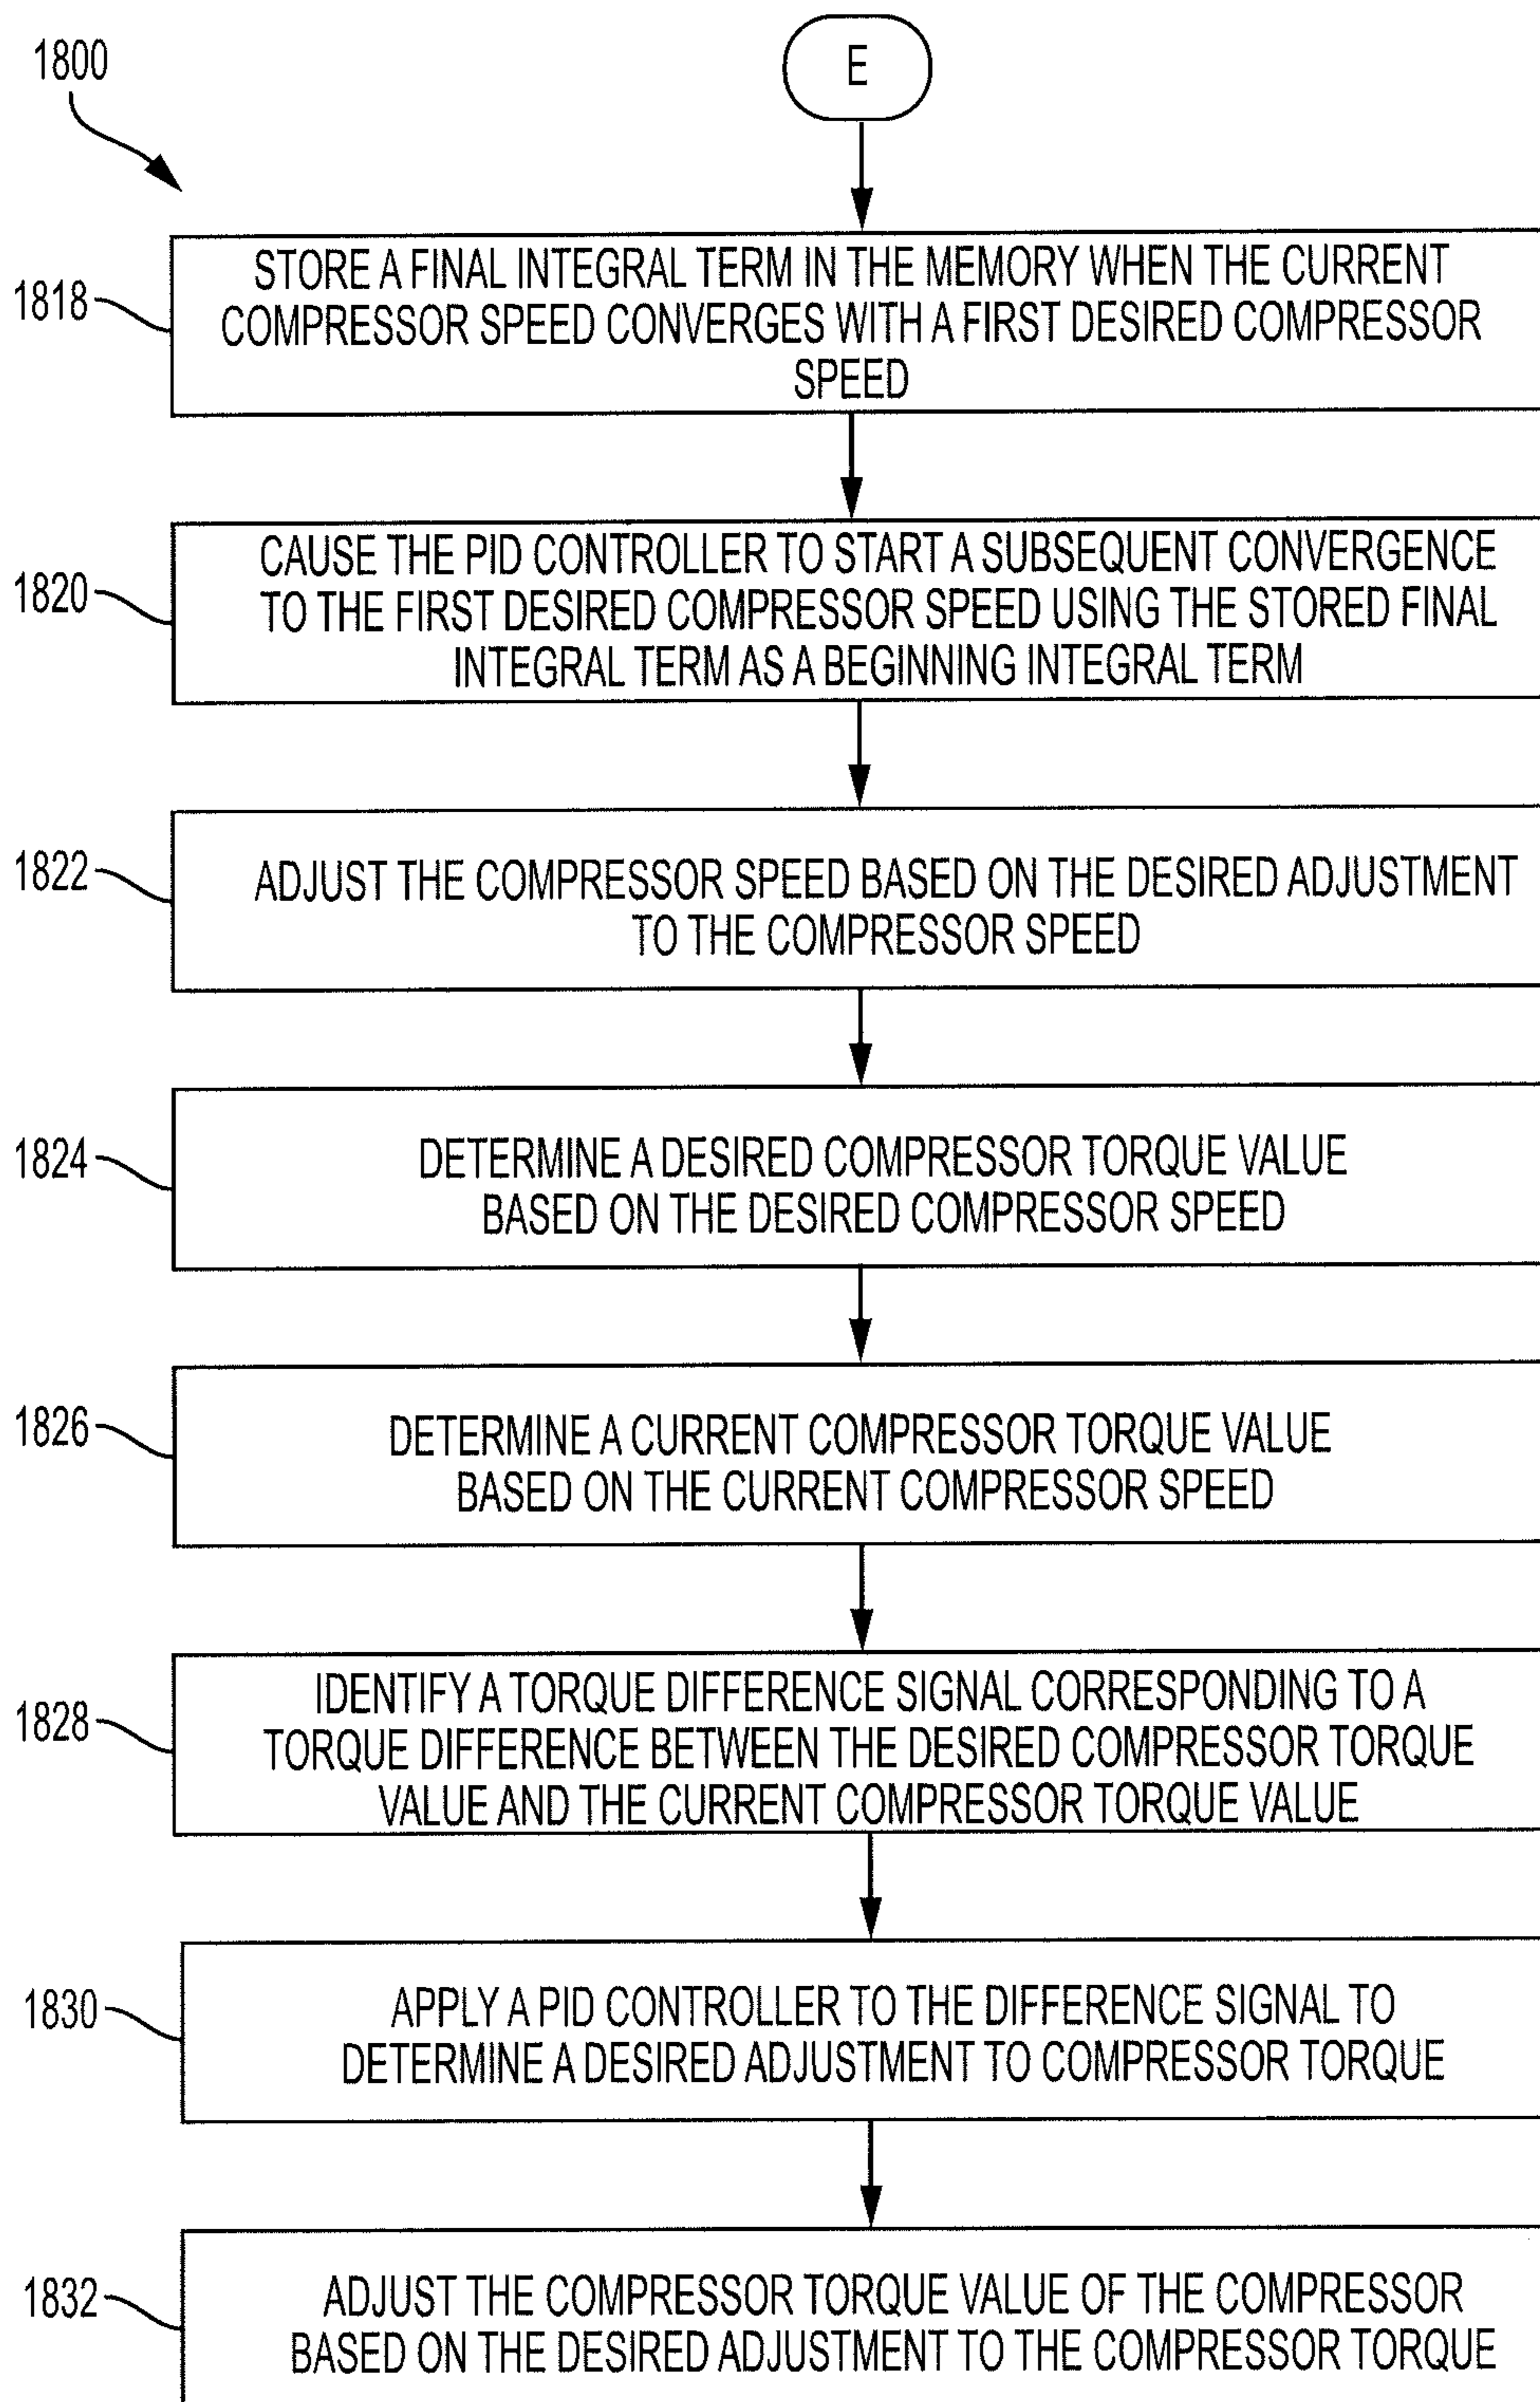 1800
E
1818
STORE A FINAL INTEGRAL TERM IN THE MEMORY WHEN THE CURRENT
COMPRESSOR SPEED CONVERGES WITH A FIRST DESIRED COMPRESSOR
SPEED
1820
CAUSE THE PID CONTROLLER TO START A SUBSEQUENT CONVERGENCE
TO THE FIRST DESIRED COMPRESSOR SPEED USING THE STORED FINAL
INTEGRAL TERM AS A BEGINNING INTEGRAL TERM
1822
ADJUST THE COMPRESSOR SPEED BASED ON THE DESIRED ADJUSTMENT
TO THE COMPRESSOR SPEED
1824
DETERMINE A DESIRED COMPRESSOR TORQUE VALUE
BASED ON THE DESIRED COMPRESSOR SPEED
1826
DETERMINE A CURRENT COMPRESSOR TORQUE VALUE
BASED ON THE CURRENT COMPRESSOR SPEED
1828
IDENTIFY A TORQUE DIFFERENCE SIGNAL CORRESPONDING TO A
TORQUE DIFFERENCE BETWEEN THE DESIRED COMPRESSOR TORQUE
VALUE AND THE CURRENT COMPRESSOR TORQUE VALUE
1830
APPLY A PID CONTROLLER TO THE DIFFERENCE SIGNAL TO
DETERMINE A DESIRED ADJUSTMENT TO COMPRESSOR TORQUE
1832
ADJUST THE COMPRESSOR TORQUE VALUE OF THE COMPRESSOR
BASED ON THE DESIRED ADJUSTMENT TO THE COMPRESSOR TORQUE